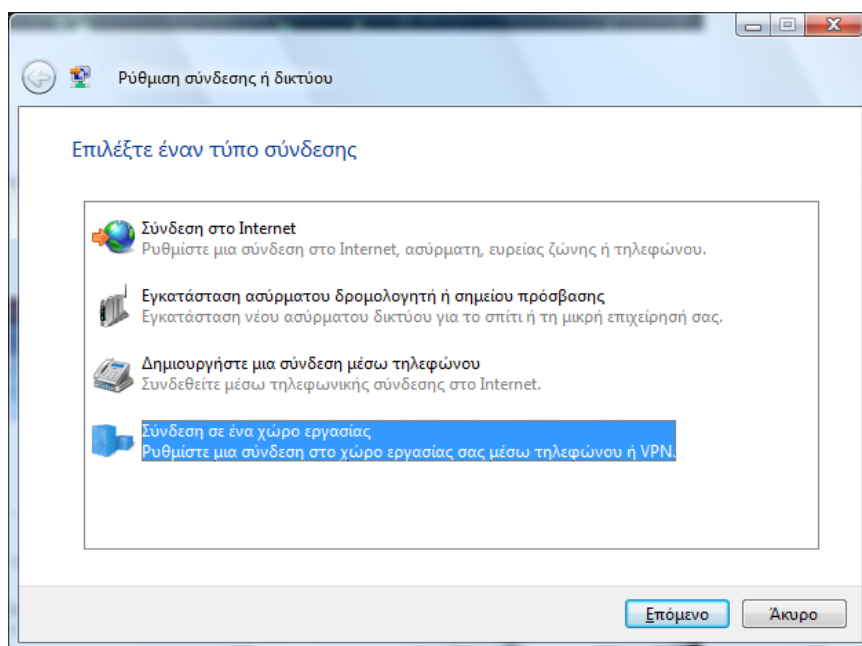 Ρύθμιση σύνδεσης ή δικτύου
Επιλέξτε έναν τύπο σύνδεσης
Σύνδεση στο Internet
Ρυθμίστε μια σύνδεση στο Internet, ασύρματη, ευρείας ζώνης ή τηλεφώνου.
Εγκατάσταση ασύρματου δρομολογητή ή σημείου πρόσβασης
Εγκατάσταση νέου ασύρματου δικτύου για το σπίτι ή τη μικρή επιχείρησή σας.
Δημιουργήστε μια σύνδεση μέσω τηλεφώνου
Συνδεθείτε μέσω τηλεφωνικής σύνδεσης στο Internet.
Σύνδεση σε ένα χώρο εργασίας
Ρυθμίστε μια σύνδεση στο χώρο εργασίας σας μέσω τηλεφώνου ή VPN.
Επόμενο
Άκυρο